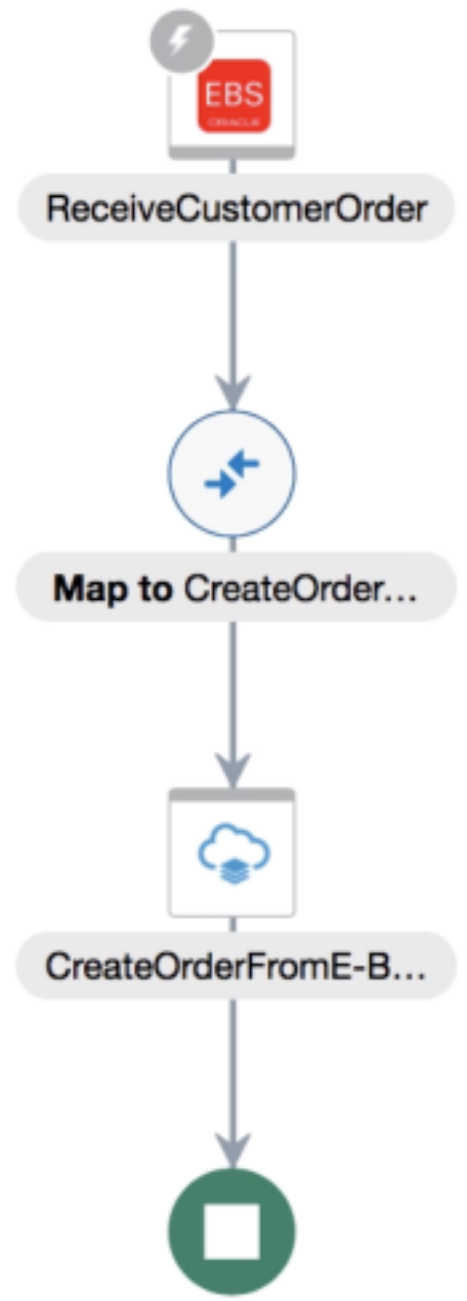 EBS
ORACLE
ReceiveCustomerOrder
Map to CreateOrder...
CreateOrderFromE-B...